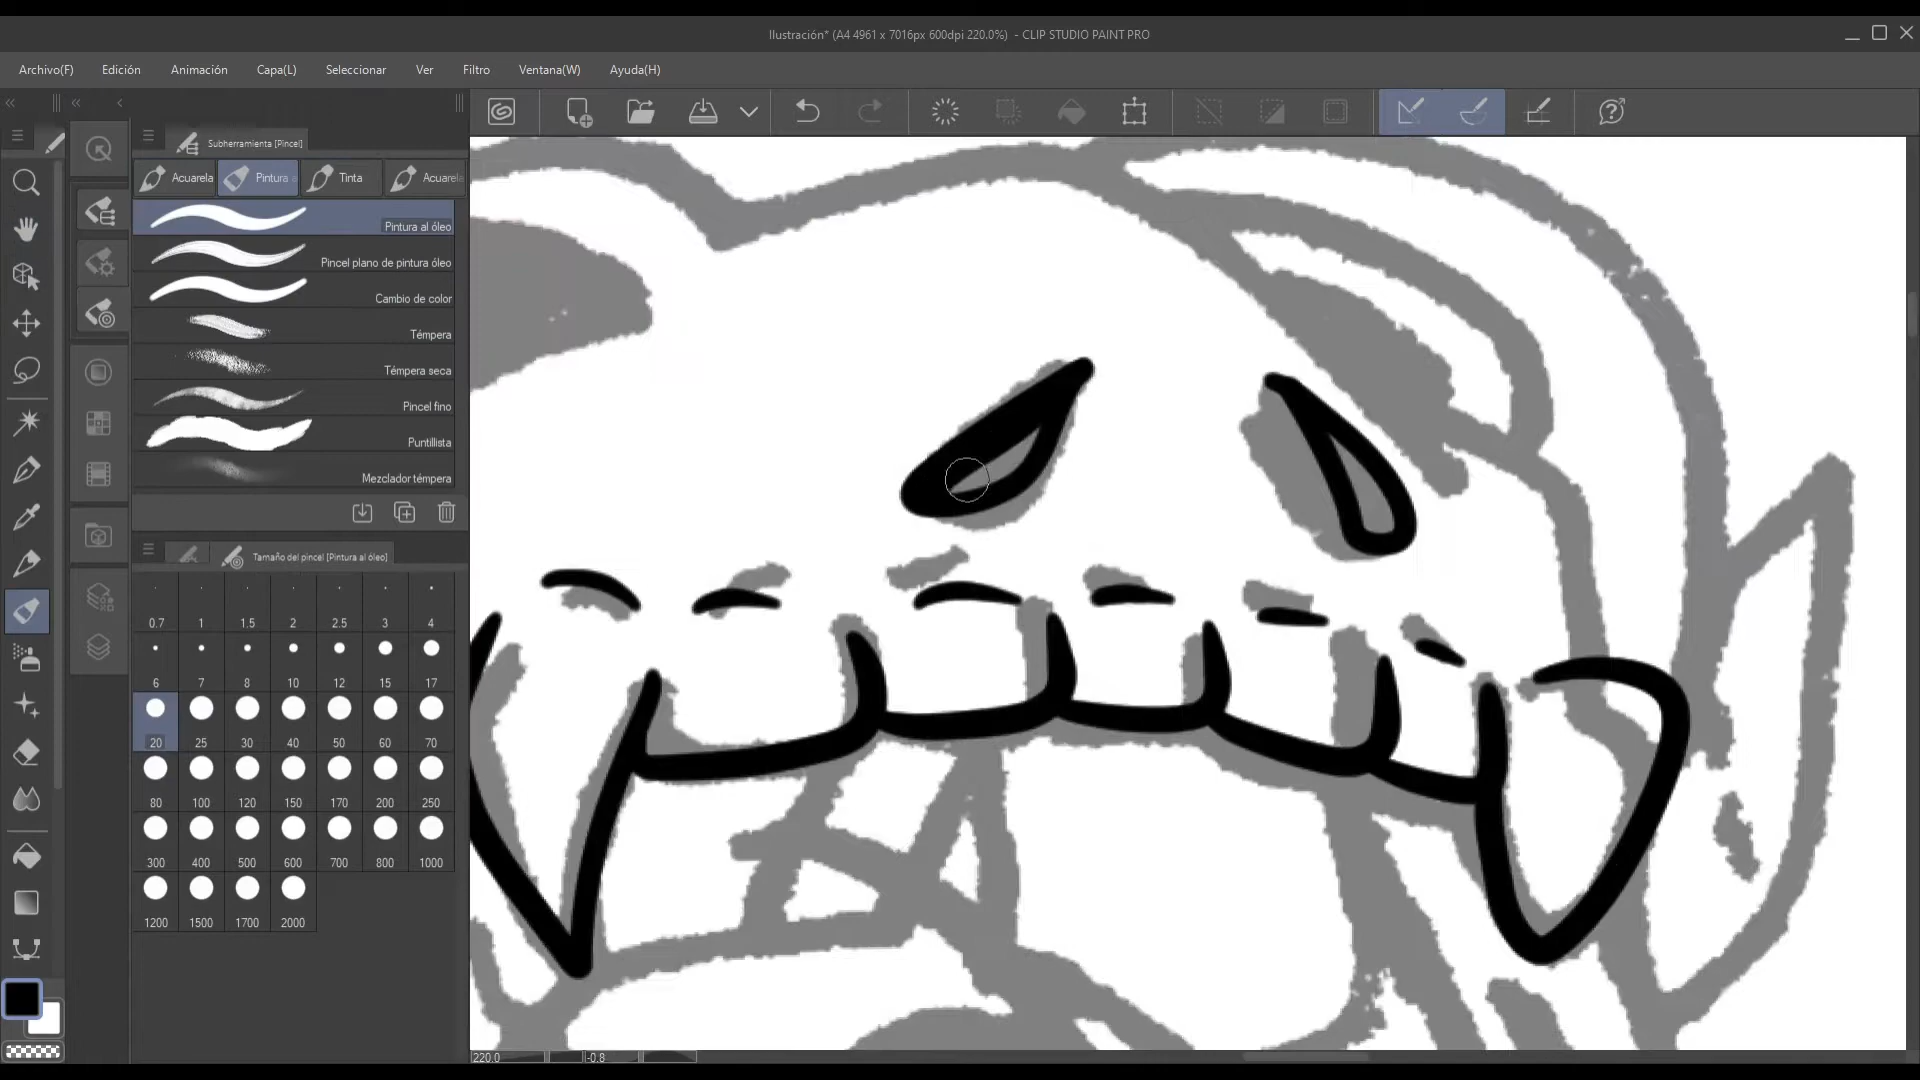 Ilustración* (A4 4961 x 7016px 600dpi 220.0%) - CLIP STUDIO PAINT PRO
Archivo(F) Edición Animación Capa(L) Seleccionar Ver Filtro Ventana(W) Ayuda(H)
Subherramienta [Pincel]
Acuarela Pintura Tinta Acuarela
Pintura al óleo
Pincel plano de pintura óleo
Cambio de color
Témpera
Témpera seca
Pincel fino
Puntillista
Mezclador témpera
Tamaño del pincel [Pintura al óleo]
0.7 1 1.5 2 2.5 3 4
6 7 8 10 12 15 17
20 25 30 40 50 60 70
80 100 120 150 170 200 250
300 400 500 600 700 800 1000
1200 1500 1700 2000
220.0 -0.8